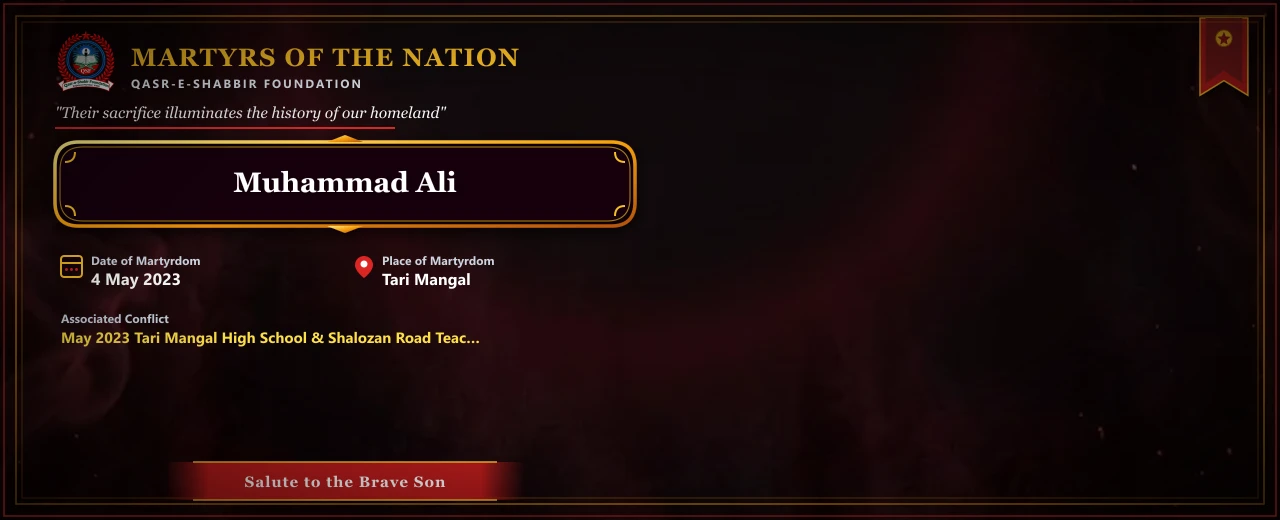 MARTYRS OF THE NATION
QASR-E-SHABBIR FOUNDATION
"Their sacrifice illuminates the history of our homeland"
Muhammad Ali
Date of Martyrdom
4 May 2023
Place of Martyrdom
Tari Mangal
Associated Conflict
May 2023 Tari Mangal High School & Shalozan Road Teac...
Salute to the Brave Son